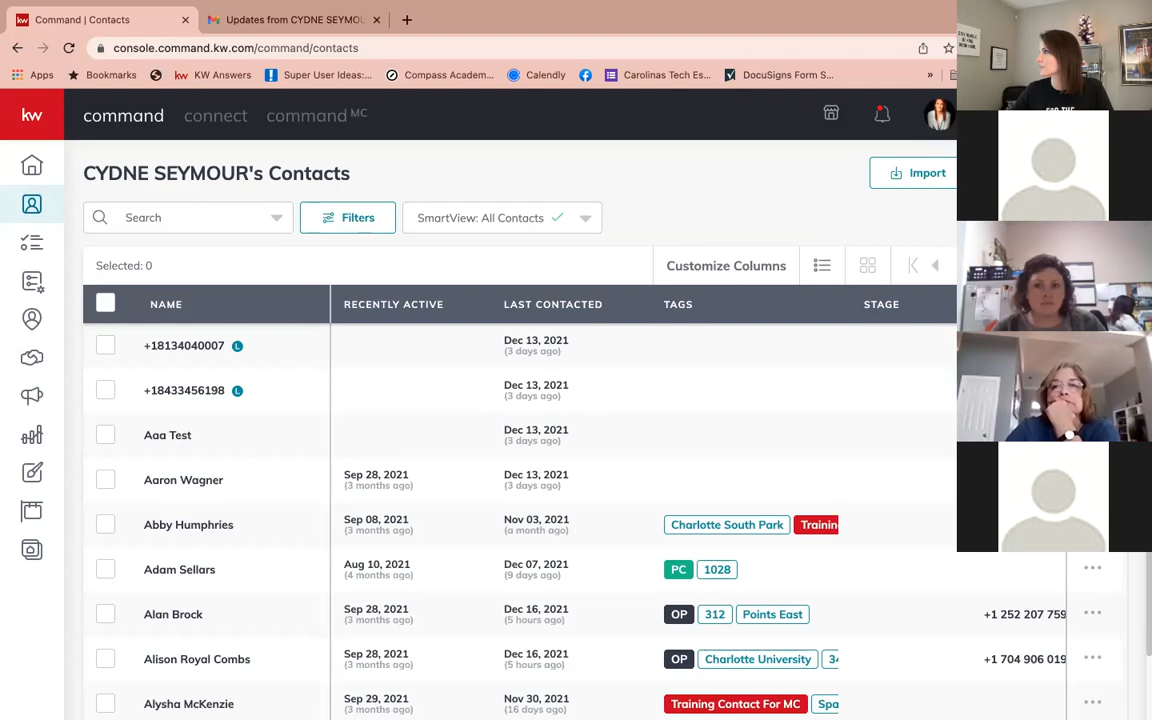 kw Command | Contacts
Updates from CYDNE SEYMOU
console.command.kw.com/command/contacts
Apps Bookmarks kw KW Answers Super User Ideas:... Compass Academ... Calendly Carolinas Tech Es... DocuSigns Form S... »
kw command connect command MC
CYDNE SEYMOUR's Contacts
Import
Search Filters SmartView: All Contacts
Selected: 0 Customize Columns
NAME RECENTLY ACTIVE LAST CONTACTED TAGS STAGE
+18134040007 L Dec 13, 2021
(3 days ago)
+18433456198 L Dec 13, 2021
(3 days ago)
Aaa Test Dec 13, 2021
(3 days ago)
Aaron Wagner Sep 28, 2021 Dec 13, 2021
(3 months ago) (3 days ago)
Abby Humphries Sep 08, 2021 Nov 03, 2021 Charlotte South Park Trainin
(3 months ago) (a month ago)
Adam Sellars Aug 10, 2021 Dec 07, 2021 PC 1028
(4 months ago) (9 days ago)
Alan Brock Sep 28, 2021 Dec 16, 2021 OP 312 Points East +1 252 207 759
(3 months ago) (5 hours ago)
Alison Royal Combs Sep 28, 2021 Dec 16, 2021 OP Charlotte University 34 +1 704 906 019
(3 months ago) (5 hours ago)
Alysha McKenzie Sep 29, 2021 Nov 30, 2021 Training Contact For MC Spa
(3 months ago) (16 days ago)
FOR THE